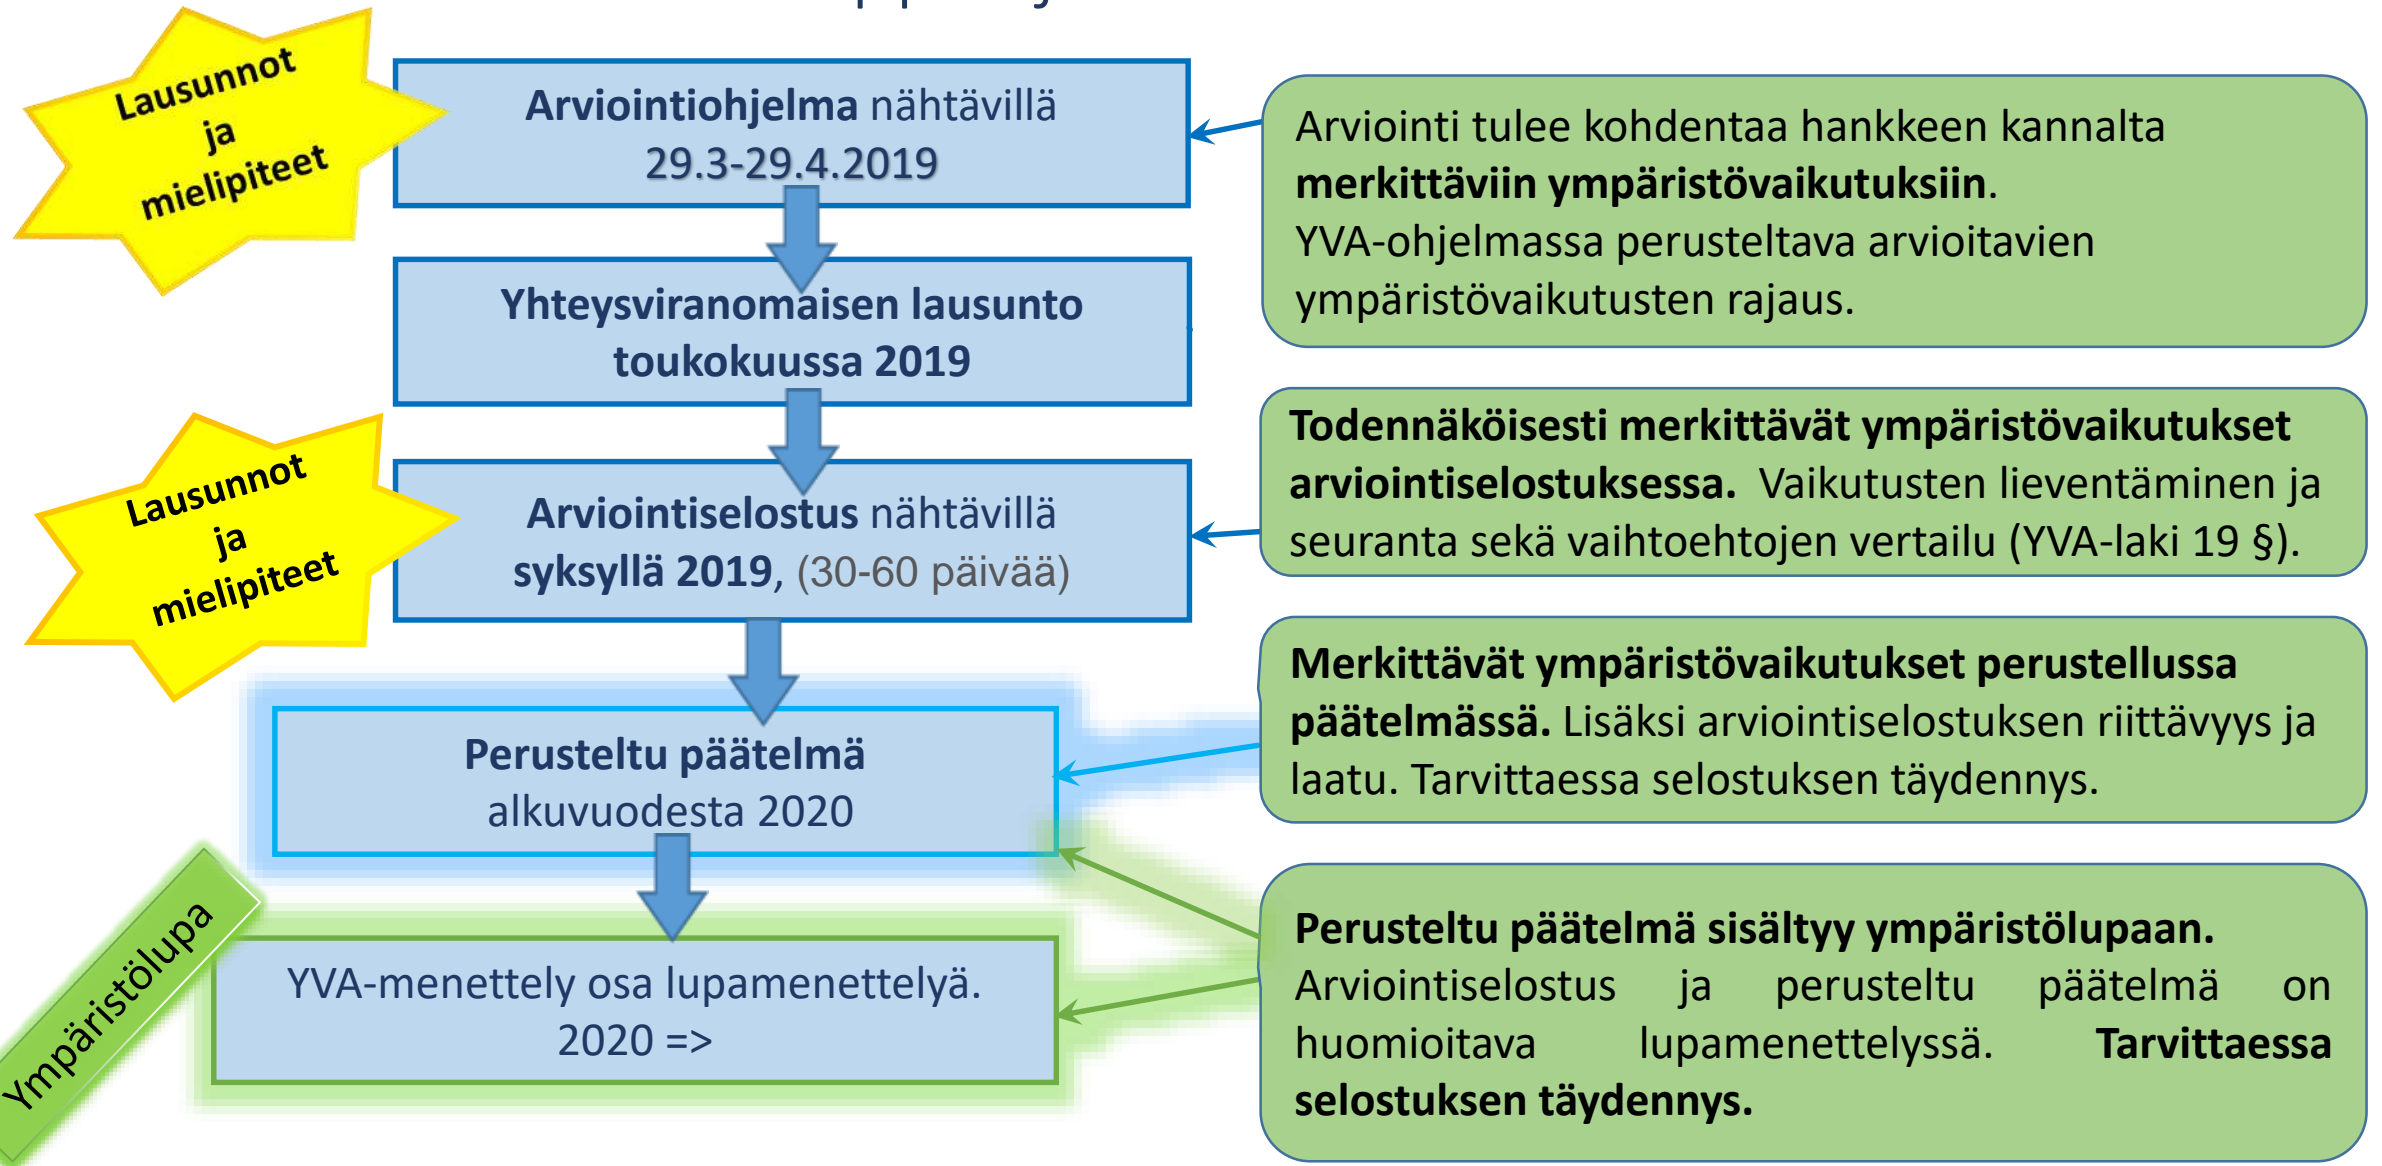 Lausunnot
ja
mielipiteet
Arviointiohjelma nähtävillä
29.3-29.4.2019
Arviointi tulee kohdentaa hankkeen kannalta
merkittäviin ympäristövaikutuksiin.
YVA-ohjelmassa perusteltava arvioitavien
ympäristövaikutusten rajaus.
Yhteysviranomaisen lausunto
toukokuussa 2019
Lausunnot
ja
mielipiteet
Arviointiselostus nähtävillä
syksyllä 2019, (30-60 päivää)
Todennäköisesti merkittävät ympäristövaikutukset
arviointiselostuksessa. Vaikutusten lieventäminen ja
seuranta sekä vaihtoehtojen vertailu (YVA-laki 19 §).
Perusteltu päätelmä
alkuvuodesta 2020
Merkittävät ympäristövaikutukset perustellussa
päätelmässä. Lisäksi arviointiselostuksen riittävyys ja
laatu. Tarvittaessa selostuksen täydennys.
Ympäristölupa
YVA-menettely osa lupamenettelyä.
2020 =>
Perusteltu päätelmä sisältyy ympäristölupaan.
Arviointiselostus ja perusteltu päätelmä on
huomioitava lupamenettelyssä. Tarvittaessa
selostuksen täydennys.